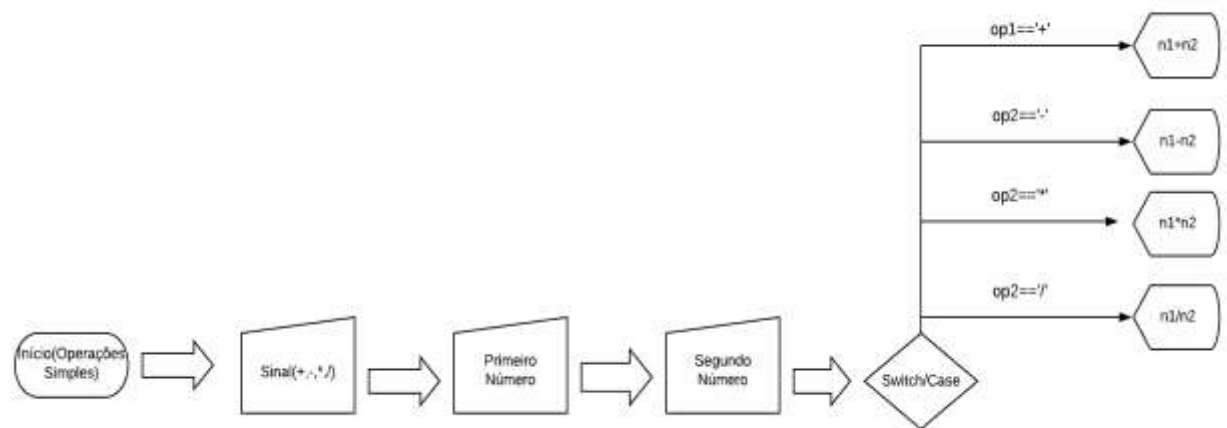 op1=='+'
n1+n2
op2=='-'
n1-n2
op2=='*'
n1*n2
op2=='/'
n1/n2
Início(Operações
Simples)
Sinal(+,-,*,/)
Primeiro
Número
Segundo
Número
Switch/Case